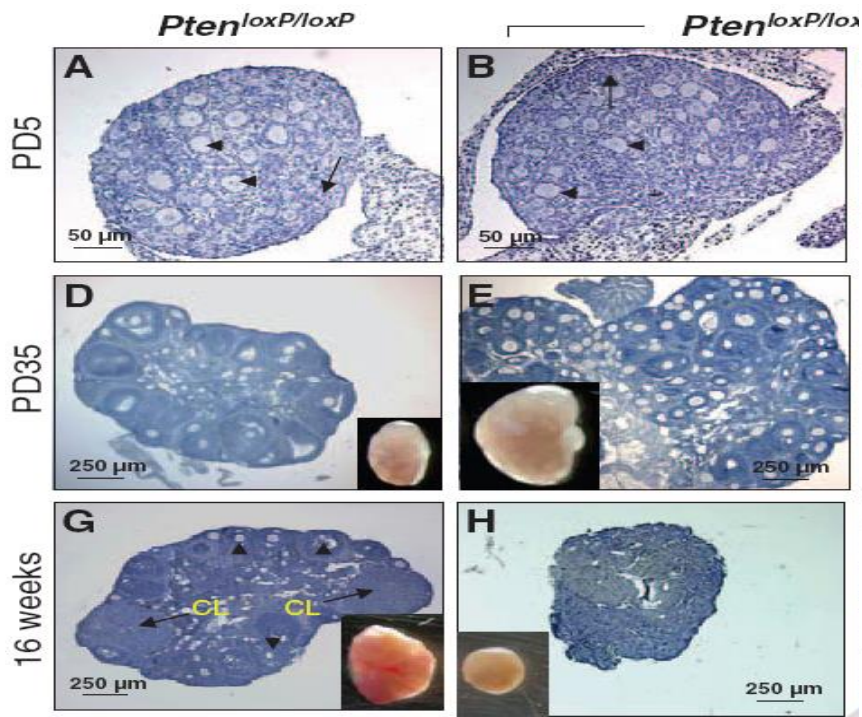 Pten^loxP/loxP Pten^loxP/lox
A B
PD5
50 µm 50 µm
D E
PD35
250 µm 250 µm
G H
16 weeks
CL CL
250 µm 250 µm